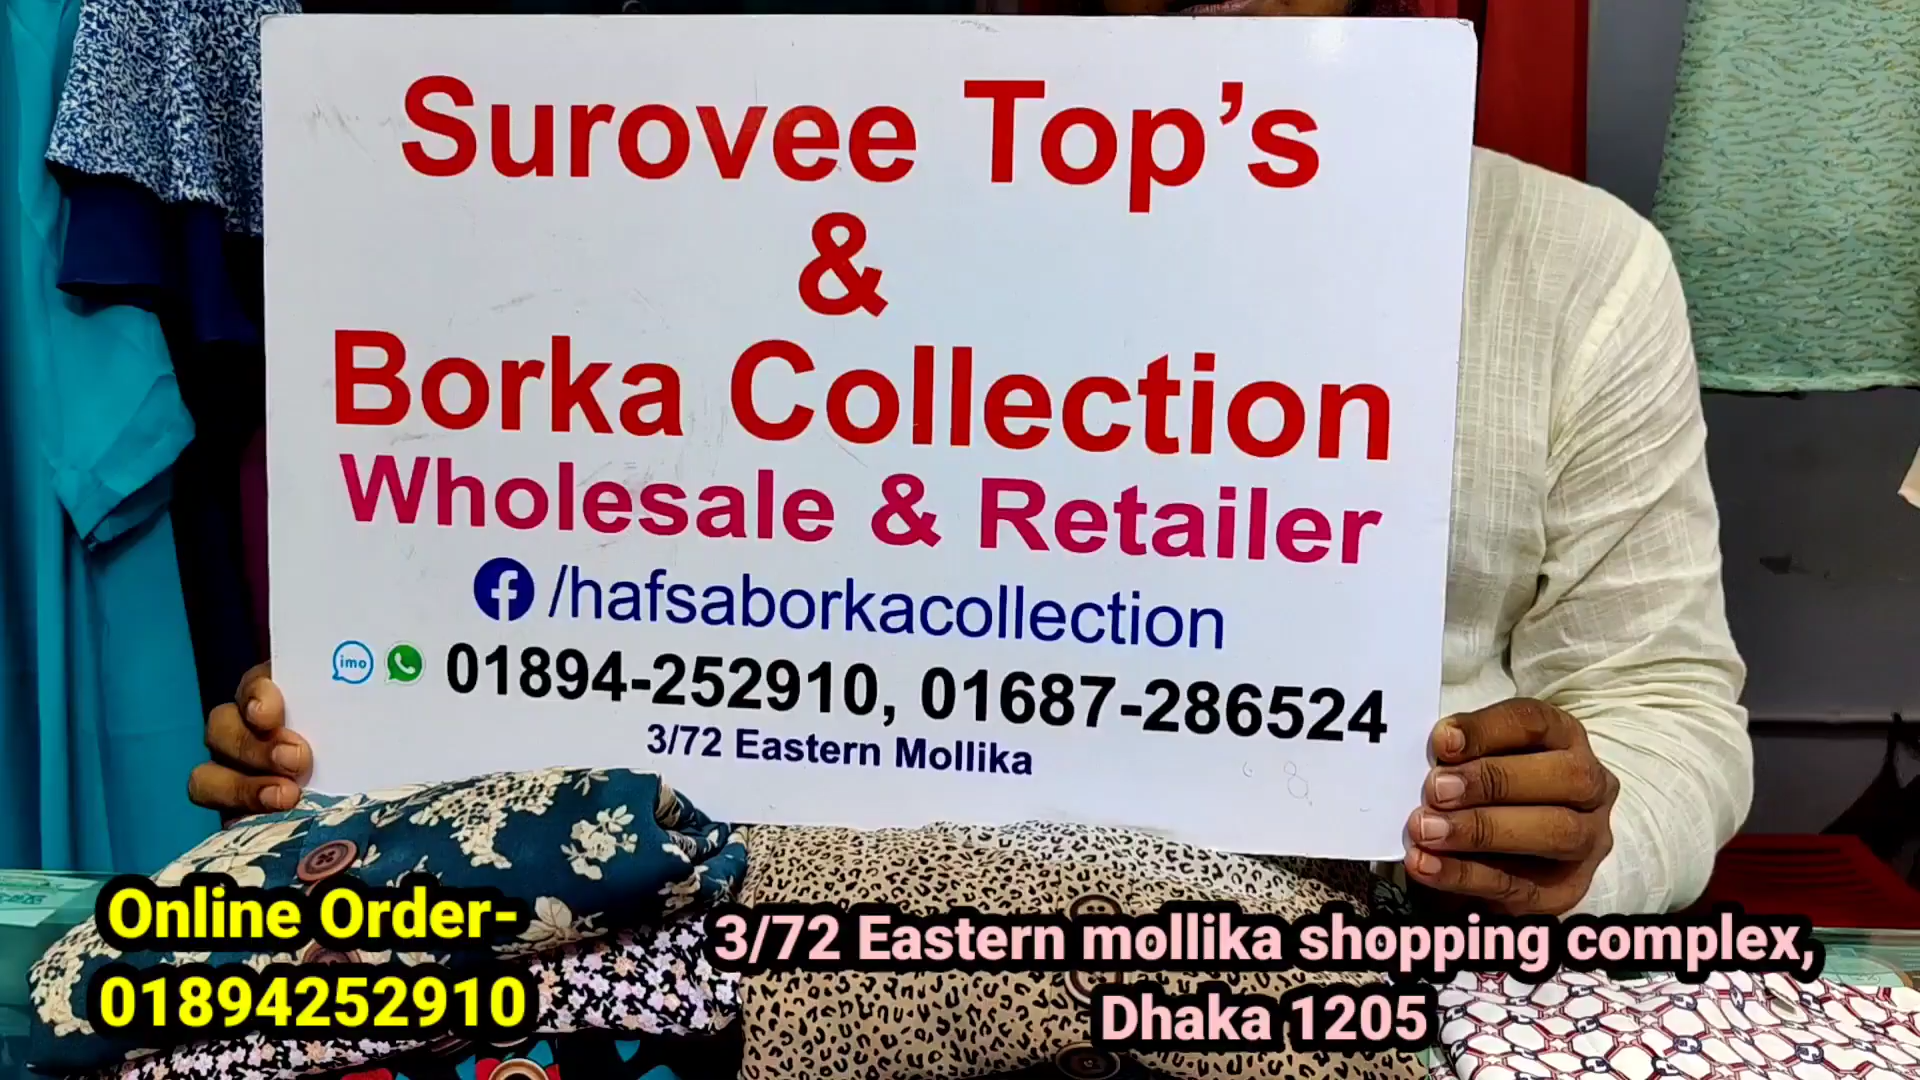 Surovee Top's
&
Borka Collection
Wholesale & Retailer
/hafsaborkacollection
imo 01894-252910, 01687-286524
3/72 Eastern Mollika
Online Order-
01894252910
3/72 Eastern mollika shopping complex,
Dhaka 1205